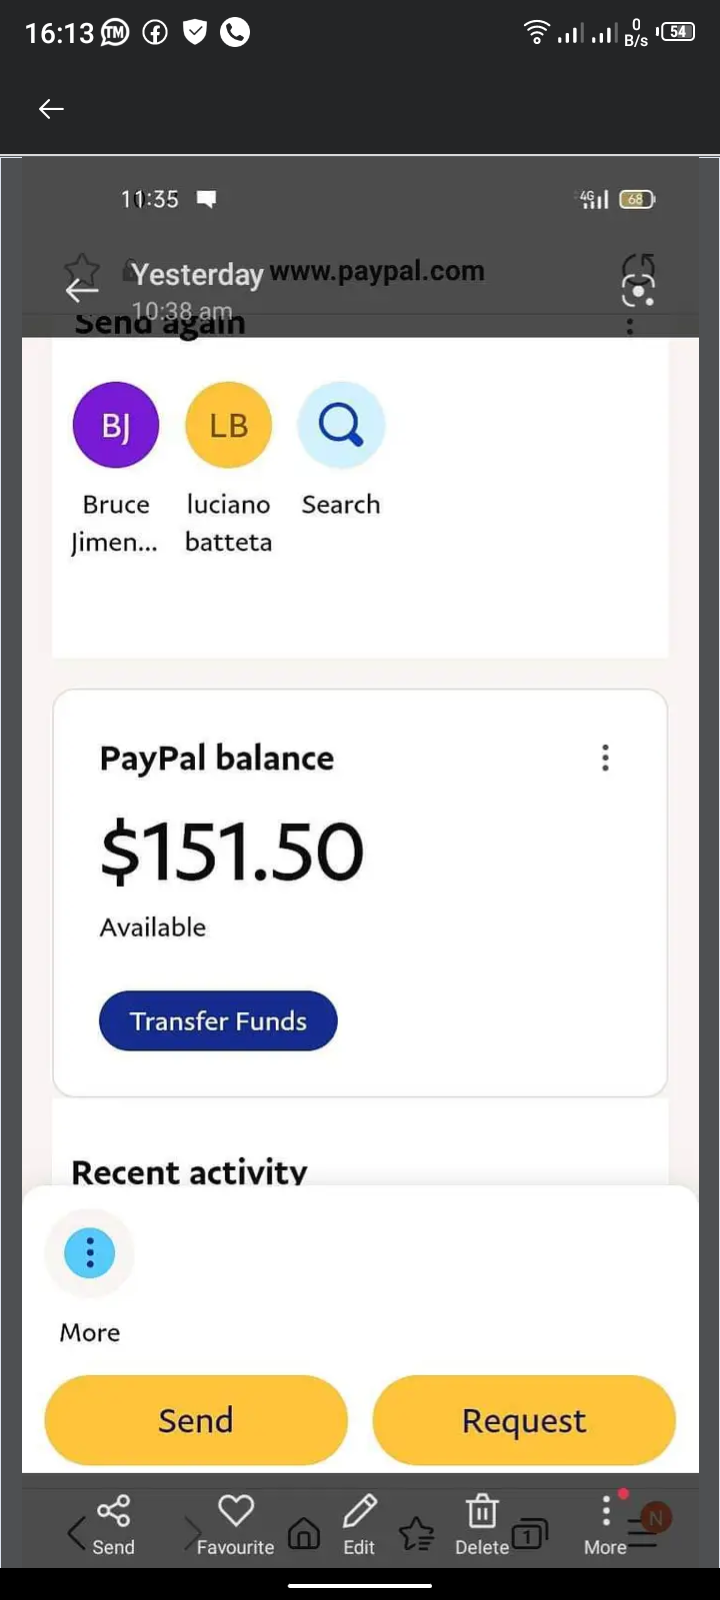 16:13
TM
0
B/s
54
11:35
4G
68
Yesterday
www.paypal.com
10:38 am
Send again
BJ
LB
Bruce
Jimen...
luciano
batteta
Search
PayPal balance
$151.50
Available
Transfer Funds
Recent activity
More
Send
Request
1
N
Send
Favourite
Edit
Delete
More